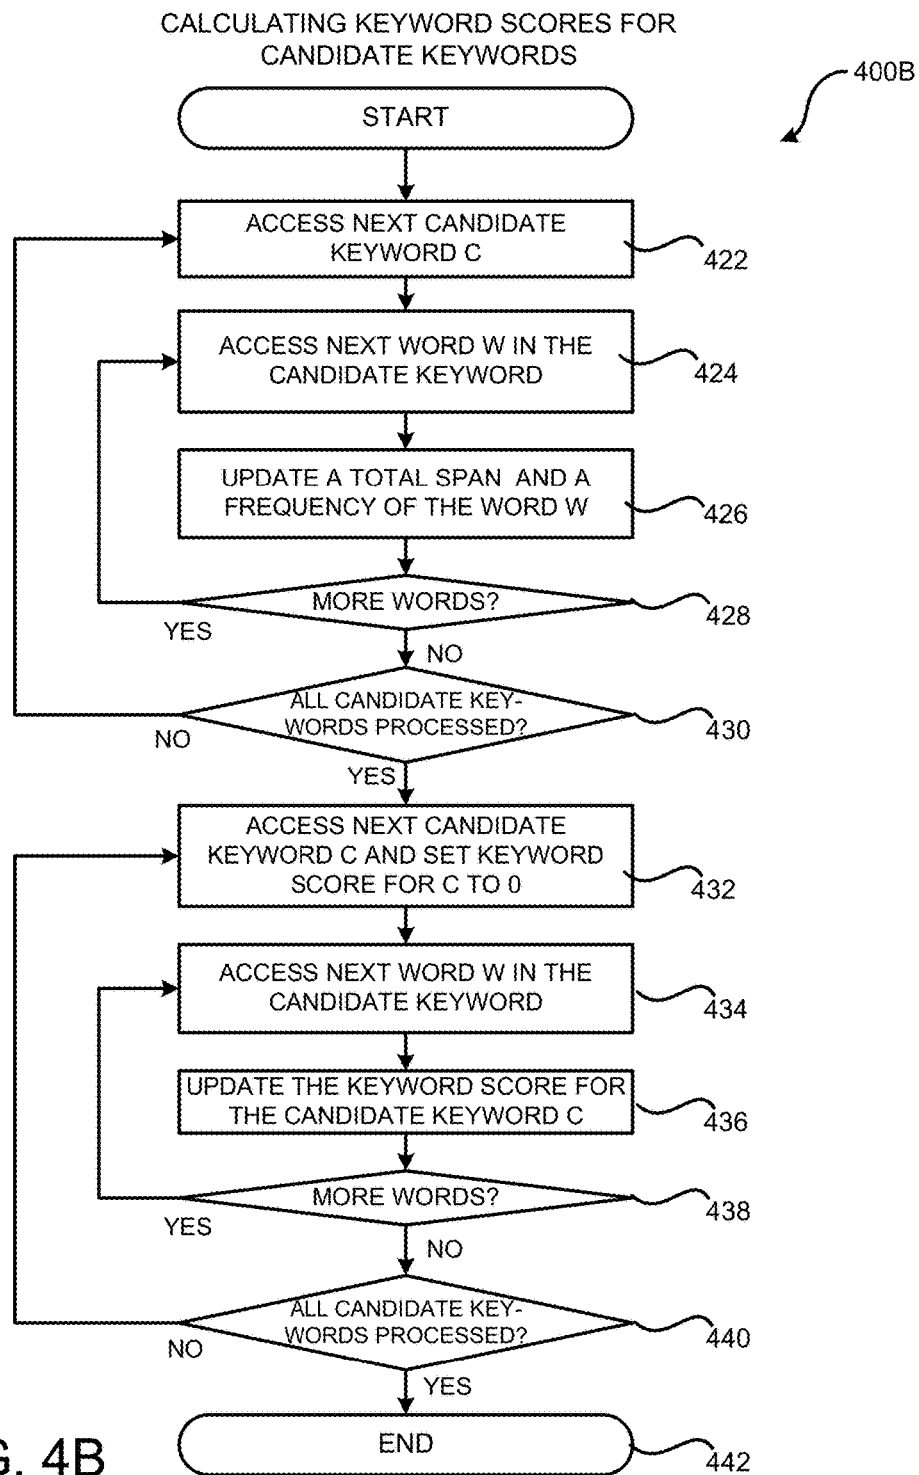 CALCULATING KEYWORD SCORES FOR
CANDIDATE KEYWORDS
400B
START
ACCESS NEXT CANDIDATE
KEYWORD C
422
ACCESS NEXT WORD W IN THE
CANDIDATE KEYWORD
424
UPDATE A TOTAL SPAN AND A
FREQUENCY OF THE WORD W
426
MORE WORDS?
428
YES
NO
ALL CANDIDATE KEY-
WORDS PROCESSED?
430
NO
YES
ACCESS NEXT CANDIDATE
KEYWORD C AND SET KEYWORD
SCORE FOR C TO 0
432
ACCESS NEXT WORD W IN THE
CANDIDATE KEYWORD
434
UPDATE THE KEYWORD SCORE FOR
THE CANDIDATE KEYWORD C
436
MORE WORDS?
438
YES
NO
ALL CANDIDATE KEY-
WORDS PROCESSED?
440
NO
YES
END
442
G. 4B